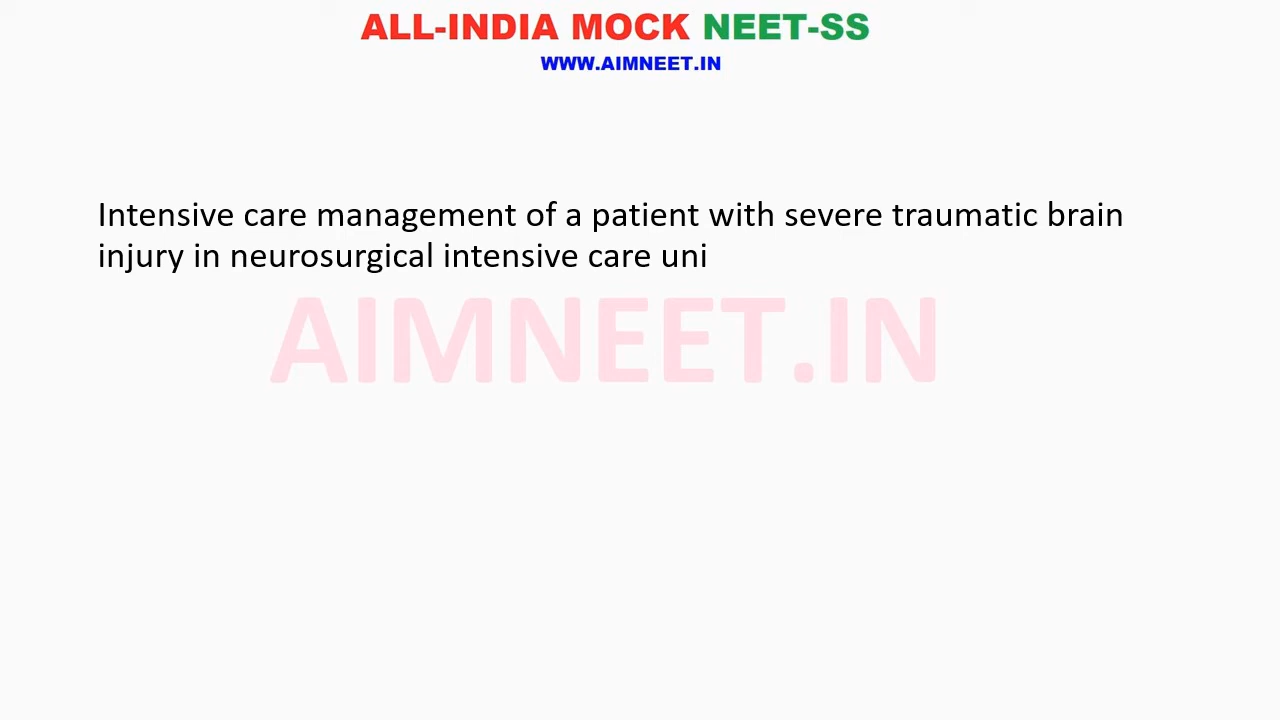 ALL-INDIA MOCK NEET-SS
WWW.AIMNEET.IN
Intensive care management of a patient with severe traumatic brain
injury in neurosurgical intensive care uni
AIMNEET.IN